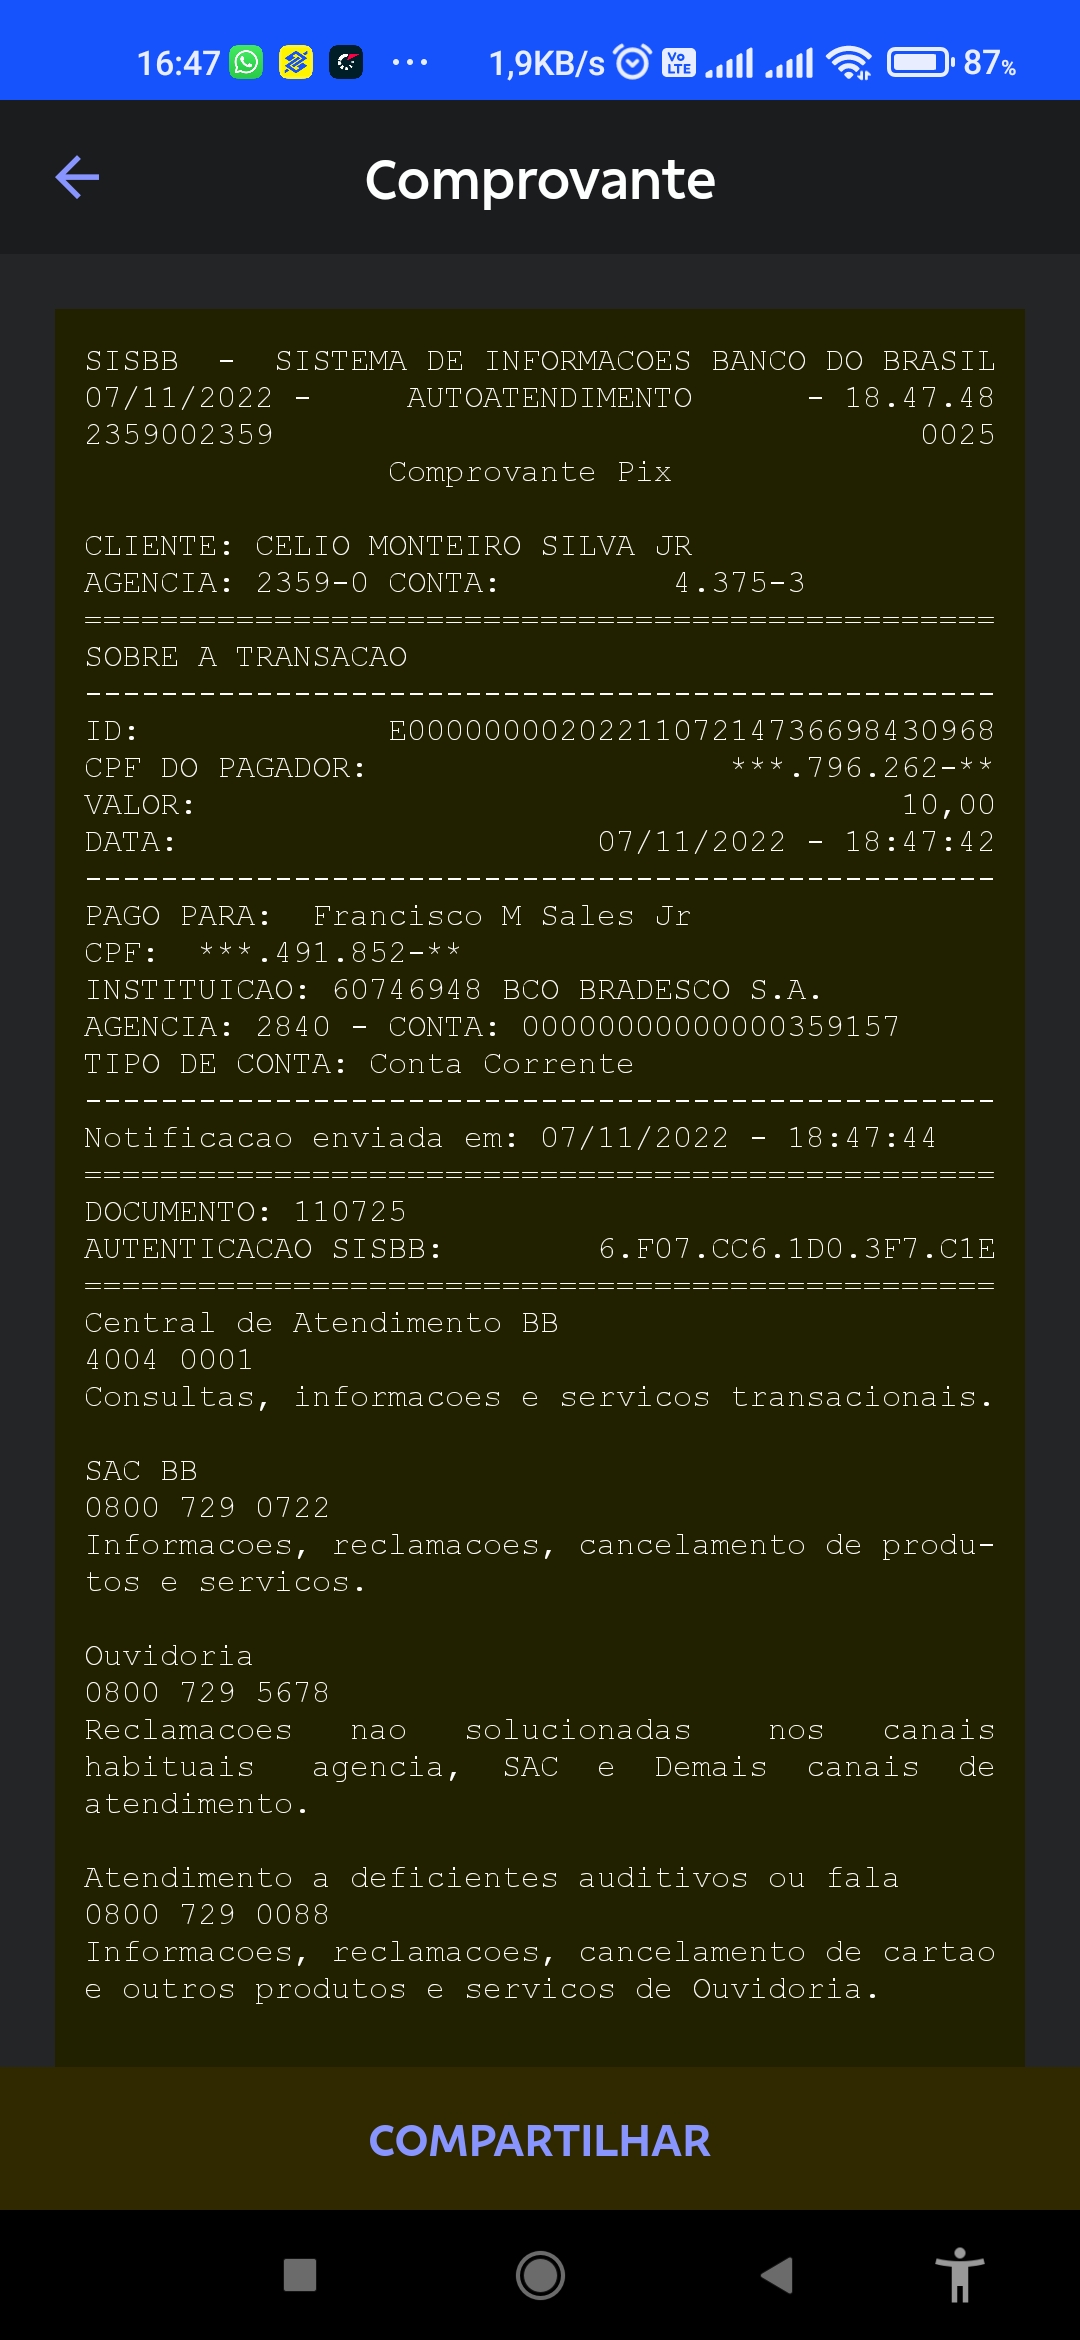 16:47 ... 1,9KB/s Vo LTE 87%
Comprovante
SISBB - SISTEMA DE INFORMACOES BANCO DO BRASIL
07/11/2022 - AUTOATENDIMENTO - 18.47.48
2359002359 0025
Comprovante Pix
CLIENTE: CELIO MONTEIRO SILVA JR
AGENCIA: 2359-0 CONTA: 4.375-3
================================================
SOBRE A TRANSACAO
------------------------------------------------
ID: E0000000020221107214736698430968
CPF DO PAGADOR: ***.796.262-**
VALOR: 10,00
DATA: 07/11/2022 - 18:47:42
------------------------------------------------
PAGO PARA: Francisco M Sales Jr
CPF: ***.491.852-**
INSTITUICAO: 60746948 BCO BRADESCO S.A.
AGENCIA: 2840 - CONTA: 00000000000000359157
TIPO DE CONTA: Conta Corrente
------------------------------------------------
Notificacao enviada em: 07/11/2022 - 18:47:44
================================================
DOCUMENTO: 110725
AUTENTICACAO SISBB: 6.F07.CC6.1D0.3F7.C1E
================================================
Central de Atendimento BB
4004 0001
Consultas, informacoes e servicos transacionais.
SAC BB
0800 729 0722
Informacoes, reclamacoes, cancelamento de produ-
tos e servicos.
Ouvidoria
0800 729 5678
Reclamacoes nao solucionadas nos canais
habituais agencia, SAC e Demais canais de
atendimento.
Atendimento a deficientes auditivos ou fala
0800 729 0088
Informacoes, reclamacoes, cancelamento de cartao
e outros produtos e servicos de Ouvidoria.
COMPARTILHAR